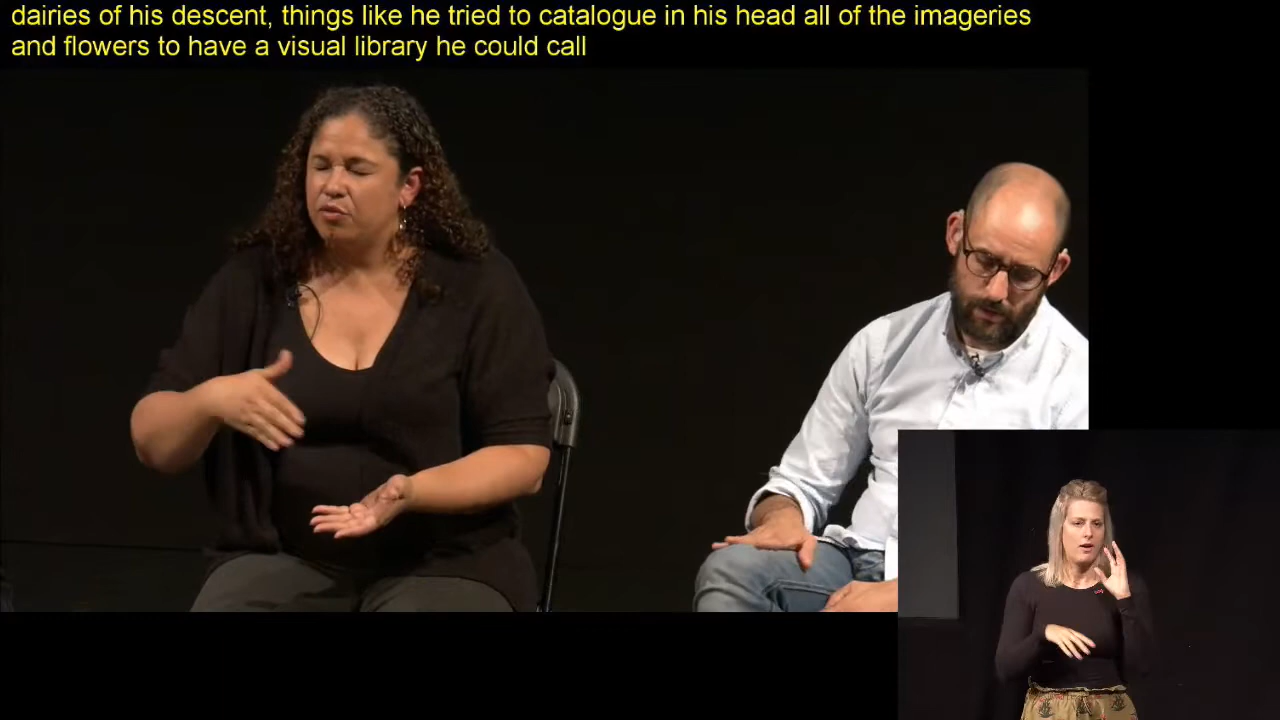 dairies of his descent, things like he tried to catalogue in his head all of the imageries
and flowers to have a visual library he could call